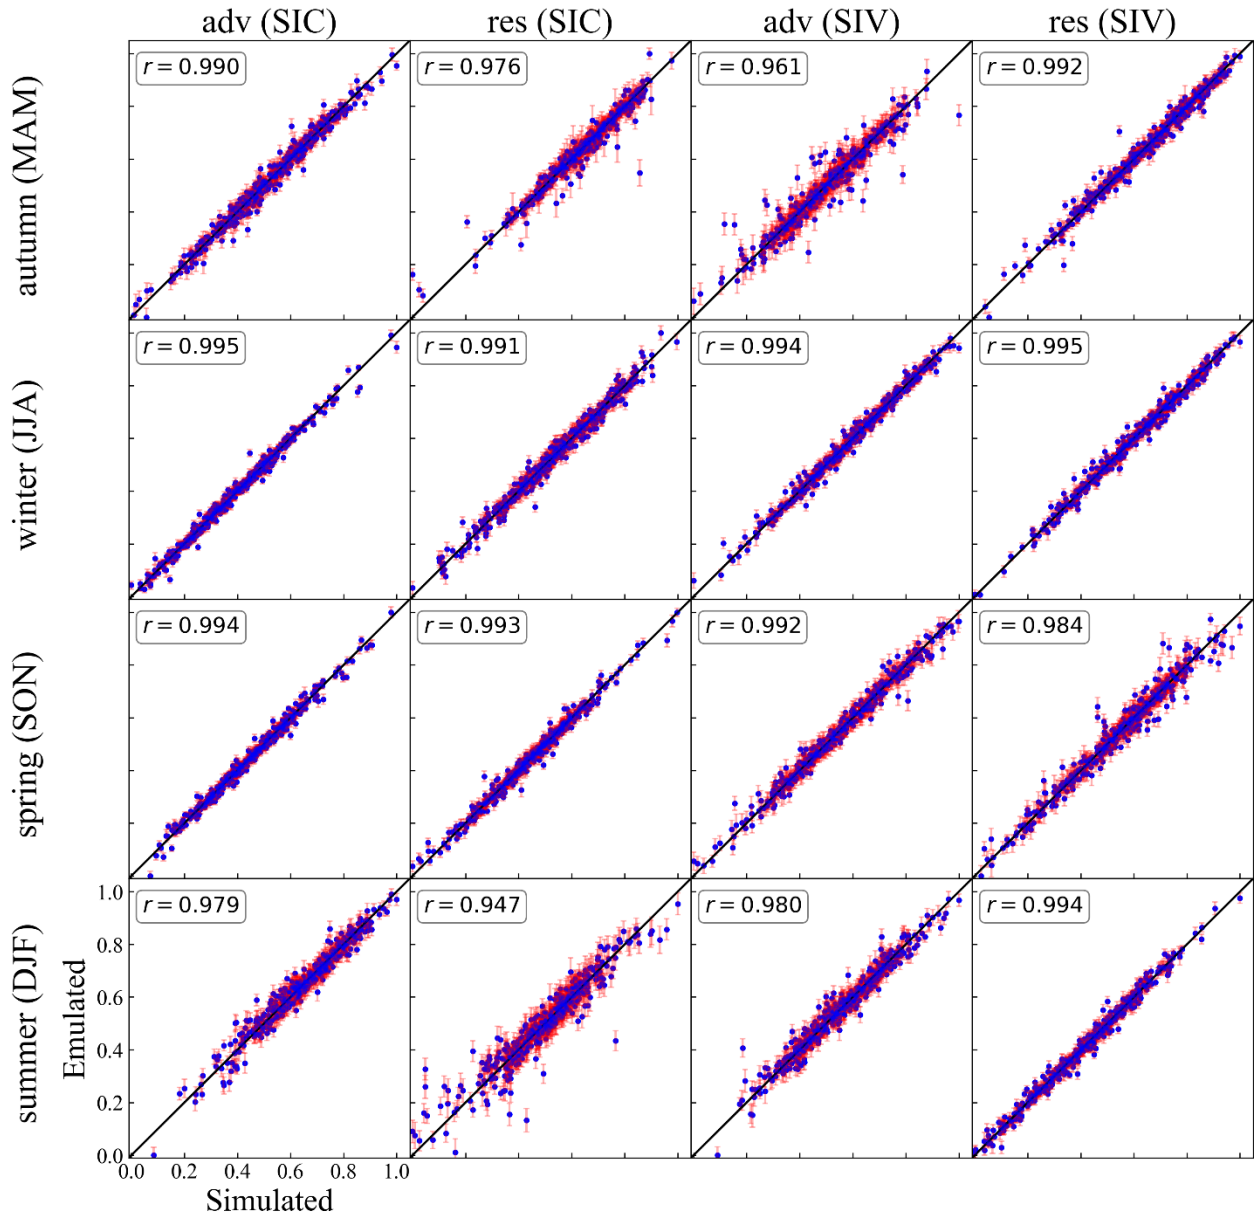 adv (SIC)
res (SIC)
adv (SIV)
res (SIV)
autumn (MAM)
r = 0.990
r = 0.976
r = 0.961
r = 0.992
winter (JJA)
r = 0.995
r = 0.991
r = 0.994
r = 0.995
spring (SON)
r = 0.994
r = 0.993
r = 0.992
r = 0.984
summer (DJF)
Emulated
1.0
0.8
0.6
0.4
0.2
0.0
r = 0.979
r = 0.947
r = 0.980
r = 0.994
0.0 0.2 0.4 0.6 0.8 1.0
Simulated